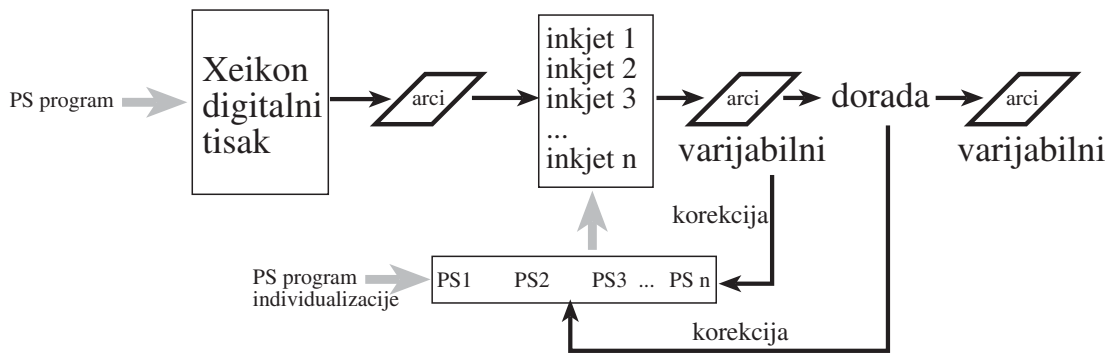 PS program
Xeikon
digitalni
tisak
arci
inkjet 1
inkjet 2
inkjet 3
...
inkjet n
arci
varijabilni
dorada
arci
varijabilni
korekcija
PS program
individualizacije
PS1 PS2 PS3 ... PS n
korekcija